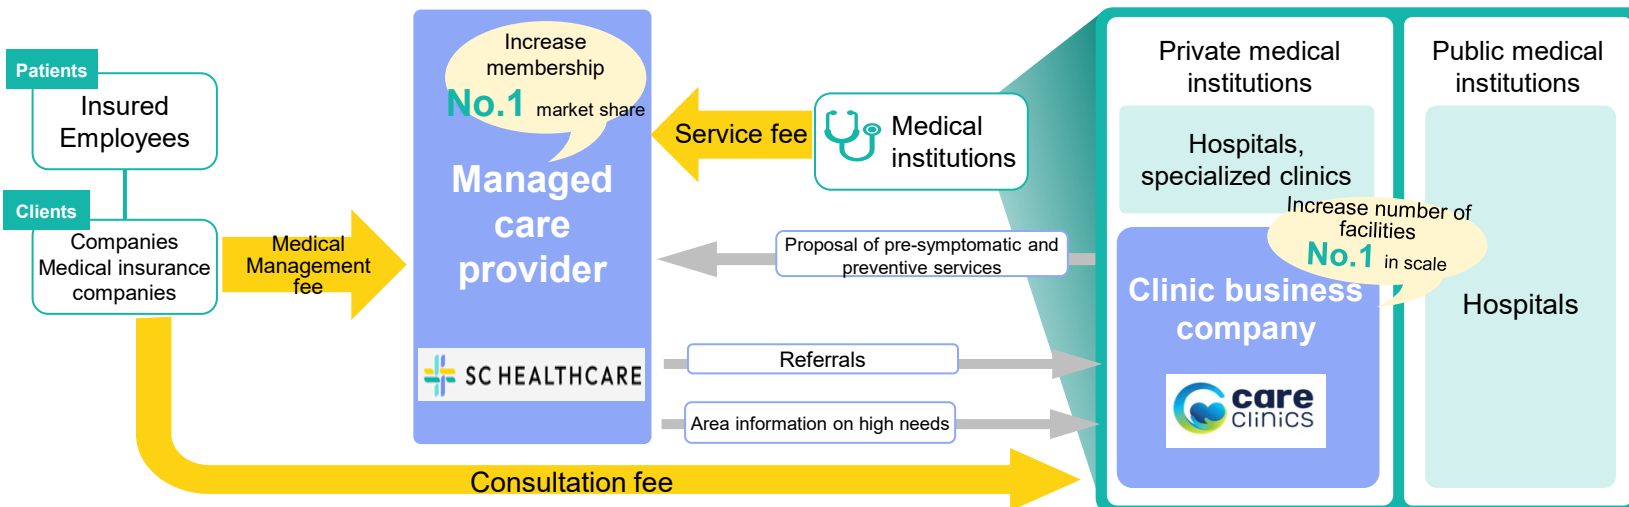 Patients
Insured
Employees
Clients
Companies
Medical insurance
companies
Medical
Management
fee
Increase
membership
No.1 market share
Managed
care
provider
SC HEALTHCARE
Service fee
Medical
institutions
Proposal of pre-symptomatic and
preventive services
Referrals
Area information on high needs
Consultation fee
Private medical
institutions
Hospitals,
specialized clinics
Increase number of
facilities
No.1 in scale
Clinic business
company
care
clinics
Public medical
institutions
Hospitals